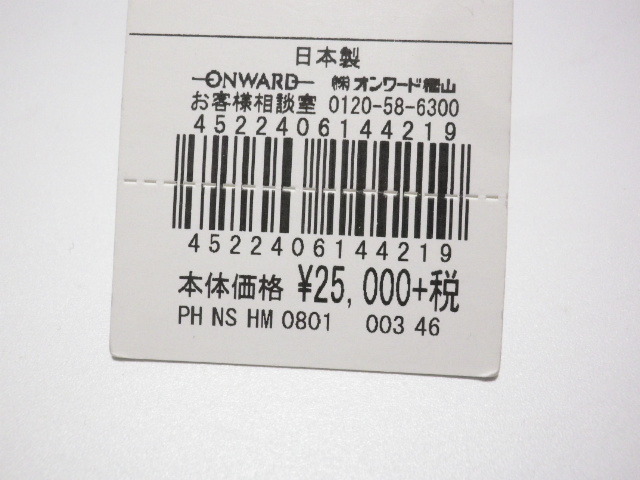 日本製
ONWARD ㈱オンワード樫山
お客様相談室 0120-58-6300
4522406144219
4522406144219
本体価格 ¥25,000+税
PH NS HM 0801 003 46